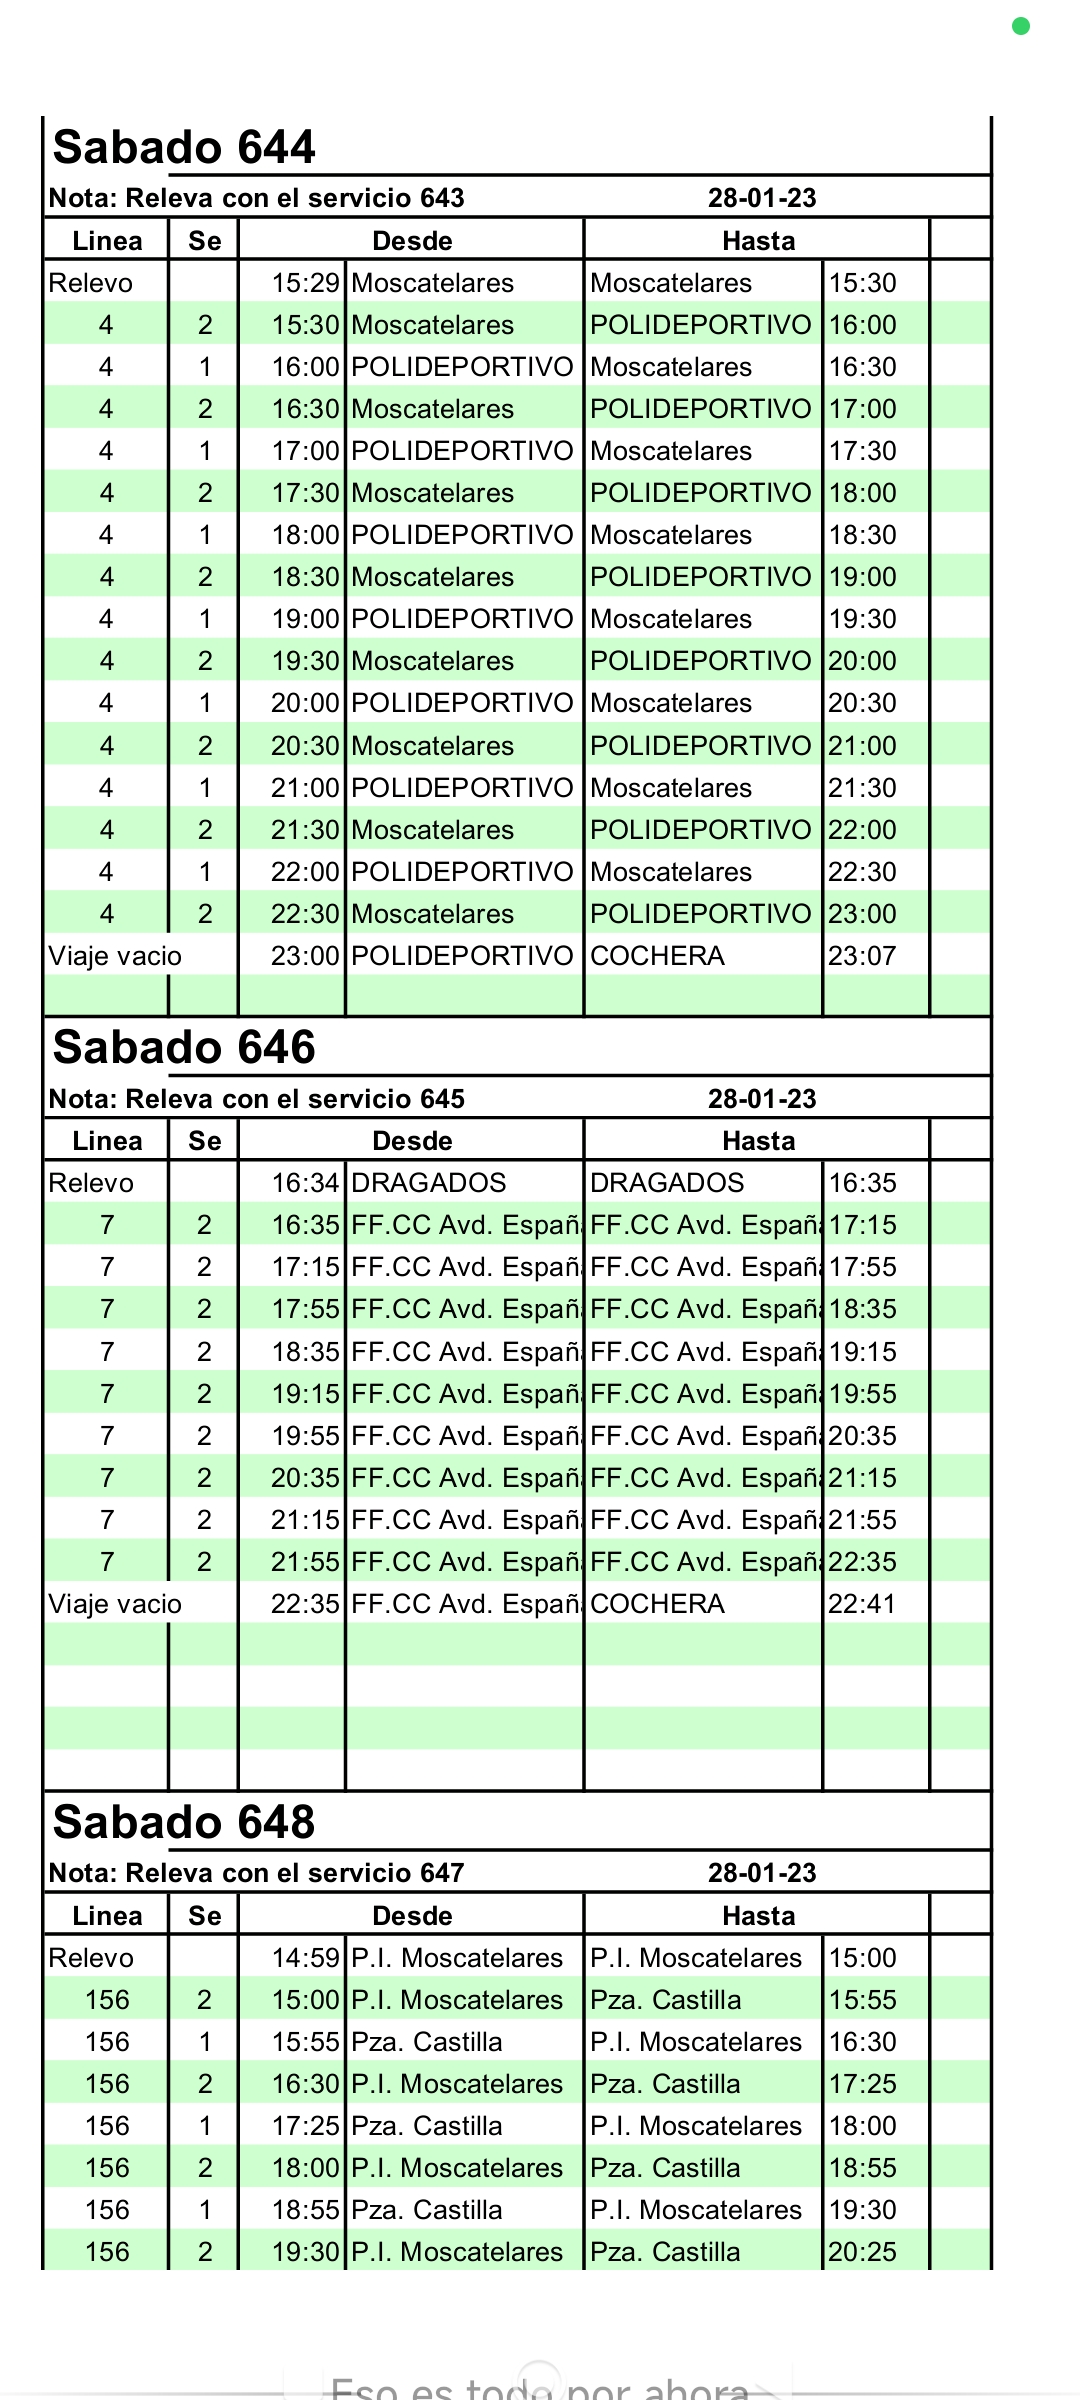 Sabado 644
Nota: Releva con el servicio 643 28-01-23
Linea Se Desde Hasta
Relevo 15:29 Moscatelares Moscatelares 15:30
4 2 15:30 Moscatelares POLIDEPORTIVO 16:00
4 1 16:00 POLIDEPORTIVO Moscatelares 16:30
4 2 16:30 Moscatelares POLIDEPORTIVO 17:00
4 1 17:00 POLIDEPORTIVO Moscatelares 17:30
4 2 17:30 Moscatelares POLIDEPORTIVO 18:00
4 1 18:00 POLIDEPORTIVO Moscatelares 18:30
4 2 18:30 Moscatelares POLIDEPORTIVO 19:00
4 1 19:00 POLIDEPORTIVO Moscatelares 19:30
4 2 19:30 Moscatelares POLIDEPORTIVO 20:00
4 1 20:00 POLIDEPORTIVO Moscatelares 20:30
4 2 20:30 Moscatelares POLIDEPORTIVO 21:00
4 1 21:00 POLIDEPORTIVO Moscatelares 21:30
4 2 21:30 Moscatelares POLIDEPORTIVO 22:00
4 1 22:00 POLIDEPORTIVO Moscatelares 22:30
4 2 22:30 Moscatelares POLIDEPORTIVO 23:00
Viaje vacio 23:00 POLIDEPORTIVO COCHERA 23:07
Sabado 646
Nota: Releva con el servicio 645 28-01-23
Linea Se Desde Hasta
Relevo 16:34 DRAGADOS DRAGADOS 16:35
7 2 16:35 FF.CC Avd. España FF.CC Avd. España 17:15
7 2 17:15 FF.CC Avd. España FF.CC Avd. España 17:55
7 2 17:55 FF.CC Avd. España FF.CC Avd. España 18:35
7 2 18:35 FF.CC Avd. España FF.CC Avd. España 19:15
7 2 19:15 FF.CC Avd. España FF.CC Avd. España 19:55
7 2 19:55 FF.CC Avd. España FF.CC Avd. España 20:35
7 2 20:35 FF.CC Avd. España FF.CC Avd. España 21:15
7 2 21:15 FF.CC Avd. España FF.CC Avd. España 21:55
7 2 21:55 FF.CC Avd. España FF.CC Avd. España 22:35
Viaje vacio 22:35 FF.CC Avd. España COCHERA 22:41
Sabado 648
Nota: Releva con el servicio 647 28-01-23
Linea Se Desde Hasta
Relevo 14:59 P.I. Moscatelares P.I. Moscatelares 15:00
156 2 15:00 P.I. Moscatelares Pza. Castilla 15:55
156 1 15:55 Pza. Castilla P.I. Moscatelares 16:30
156 2 16:30 P.I. Moscatelares Pza. Castilla 17:25
156 1 17:25 Pza. Castilla P.I. Moscatelares 18:00
156 2 18:00 P.I. Moscatelares Pza. Castilla 18:55
156 1 18:55 Pza. Castilla P.I. Moscatelares 19:30
156 2 19:30 P.I. Moscatelares Pza. Castilla 20:25
Eso es todo por ahora